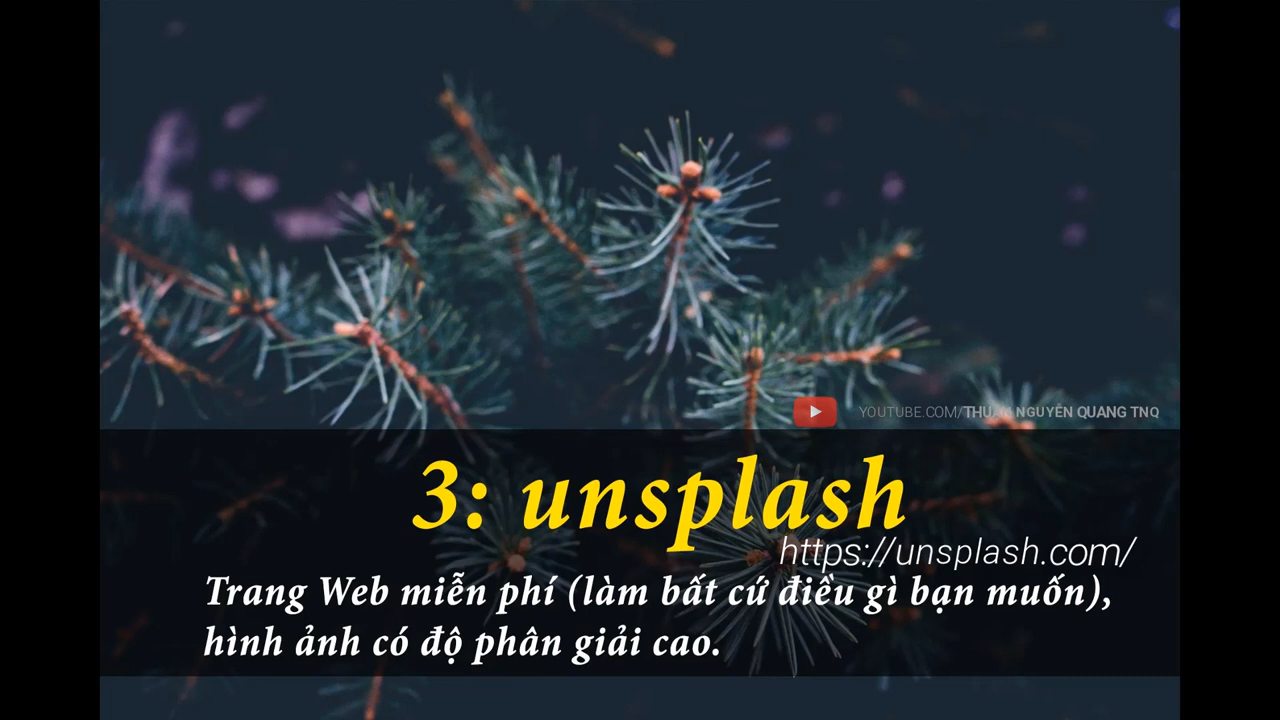 YOUTUBE.COM/THUẬN NGUYỄN QUANG TNQ
3: unsplash
https://unsplash.com/
Trang Web miễn phí (làm bất cứ điều gì bạn muốn),
hình ảnh có độ phân giải cao.